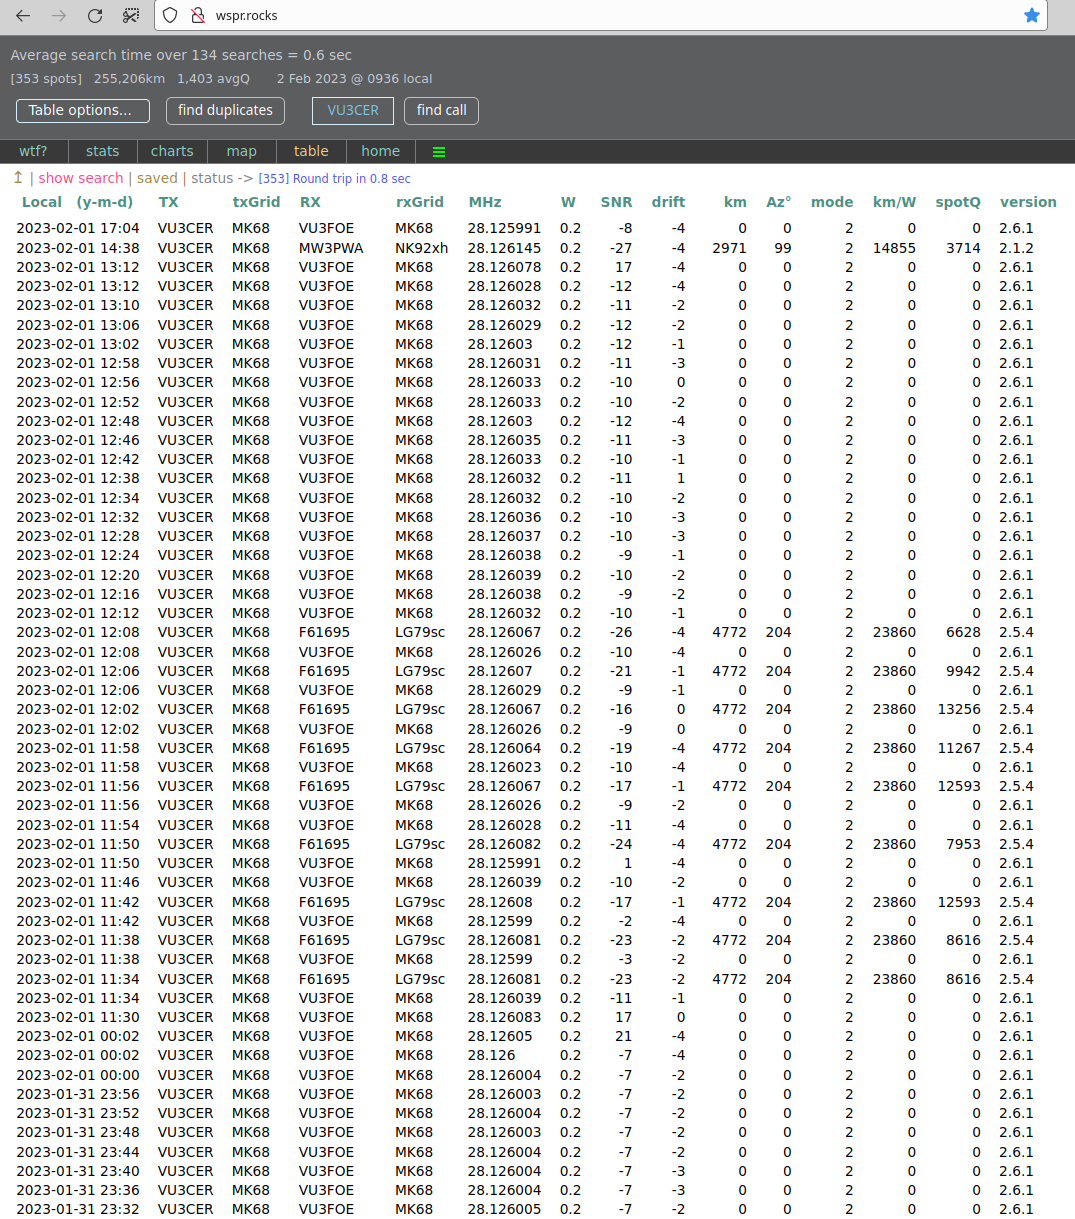 wspr.rocks
Average search time over 134 searches = 0.6 sec
[353 spots] 255,206km 1,403 avgQ 2 Feb 2023 @ 0936 local
Table options... find duplicates VU3CER find call
wtf? stats charts map table home
↥ | show search | saved | status -> [353] Round trip in 0.8 sec
Local (y-m-d) TX txGrid RX rxGrid MHz W SNR drift km Az° mode km/W spotQ version
2023-02-01 17:04 VU3CER MK68 VU3FOE MK68 28.125991 0.2 -8 -4 0 0 2 0 0 2.6.1
2023-02-01 14:38 VU3CER MK68 MW3PWA NK92xh 28.126145 0.2 -27 -4 2971 99 2 14855 3714 2.1.2
2023-02-01 13:12 VU3CER MK68 VU3FOE MK68 28.126078 0.2 17 -4 0 0 2 0 0 2.6.1
2023-02-01 13:12 VU3CER MK68 VU3FOE MK68 28.126028 0.2 -12 -4 0 0 2 0 0 2.6.1
2023-02-01 13:10 VU3CER MK68 VU3FOE MK68 28.126032 0.2 -11 -2 0 0 2 0 0 2.6.1
2023-02-01 13:06 VU3CER MK68 VU3FOE MK68 28.126029 0.2 -12 -2 0 0 2 0 0 2.6.1
2023-02-01 13:02 VU3CER MK68 VU3FOE MK68 28.12603 0.2 -12 -1 0 0 2 0 0 2.6.1
2023-02-01 12:58 VU3CER MK68 VU3FOE MK68 28.126031 0.2 -11 -3 0 0 2 0 0 2.6.1
2023-02-01 12:56 VU3CER MK68 VU3FOE MK68 28.126033 0.2 -10 0 0 0 2 0 0 2.6.1
2023-02-01 12:52 VU3CER MK68 VU3FOE MK68 28.126033 0.2 -10 -2 0 0 2 0 0 2.6.1
2023-02-01 12:48 VU3CER MK68 VU3FOE MK68 28.12603 0.2 -12 -4 0 0 2 0 0 2.6.1
2023-02-01 12:46 VU3CER MK68 VU3FOE MK68 28.126035 0.2 -11 -3 0 0 2 0 0 2.6.1
2023-02-01 12:42 VU3CER MK68 VU3FOE MK68 28.126033 0.2 -10 -1 0 0 2 0 0 2.6.1
2023-02-01 12:38 VU3CER MK68 VU3FOE MK68 28.126032 0.2 -11 1 0 0 2 0 0 2.6.1
2023-02-01 12:34 VU3CER MK68 VU3FOE MK68 28.126032 0.2 -10 -2 0 0 2 0 0 2.6.1
2023-02-01 12:32 VU3CER MK68 VU3FOE MK68 28.126036 0.2 -10 -3 0 0 2 0 0 2.6.1
2023-02-01 12:28 VU3CER MK68 VU3FOE MK68 28.126037 0.2 -10 -3 0 0 2 0 0 2.6.1
2023-02-01 12:24 VU3CER MK68 VU3FOE MK68 28.126038 0.2 -9 -1 0 0 2 0 0 2.6.1
2023-02-01 12:20 VU3CER MK68 VU3FOE MK68 28.126039 0.2 -10 -2 0 0 2 0 0 2.6.1
2023-02-01 12:16 VU3CER MK68 VU3FOE MK68 28.126038 0.2 -9 -2 0 0 2 0 0 2.6.1
2023-02-01 12:12 VU3CER MK68 VU3FOE MK68 28.126032 0.2 -10 -1 0 0 2 0 0 2.6.1
2023-02-01 12:08 VU3CER MK68 F61695 LG79sc 28.126067 0.2 -26 -4 4772 204 2 23860 6628 2.5.4
2023-02-01 12:08 VU3CER MK68 VU3FOE MK68 28.126026 0.2 -10 -4 0 0 2 0 0 2.6.1
2023-02-01 12:06 VU3CER MK68 F61695 LG79sc 28.12607 0.2 -21 -1 4772 204 2 23860 9942 2.5.4
2023-02-01 12:06 VU3CER MK68 VU3FOE MK68 28.126029 0.2 -9 -1 0 0 2 0 0 2.6.1
2023-02-01 12:02 VU3CER MK68 F61695 LG79sc 28.126067 0.2 -16 0 4772 204 2 23860 13256 2.5.4
2023-02-01 12:02 VU3CER MK68 VU3FOE MK68 28.126026 0.2 -9 0 0 0 2 0 0 2.6.1
2023-02-01 11:58 VU3CER MK68 F61695 LG79sc 28.126064 0.2 -19 -4 4772 204 2 23860 11267 2.5.4
2023-02-01 11:58 VU3CER MK68 VU3FOE MK68 28.126023 0.2 -10 -4 0 0 2 0 0 2.6.1
2023-02-01 11:56 VU3CER MK68 F61695 LG79sc 28.126067 0.2 -17 -1 4772 204 2 23860 12593 2.5.4
2023-02-01 11:56 VU3CER MK68 VU3FOE MK68 28.126026 0.2 -9 -2 0 0 2 0 0 2.6.1
2023-02-01 11:54 VU3CER MK68 VU3FOE MK68 28.126028 0.2 -11 -4 0 0 2 0 0 2.6.1
2023-02-01 11:50 VU3CER MK68 F61695 LG79sc 28.126082 0.2 -24 -4 4772 204 2 23860 7953 2.5.4
2023-02-01 11:50 VU3CER MK68 VU3FOE MK68 28.125991 0.2 1 -4 0 0 2 0 0 2.6.1
2023-02-01 11:46 VU3CER MK68 VU3FOE MK68 28.126039 0.2 -10 -2 0 0 2 0 0 2.6.1
2023-02-01 11:42 VU3CER MK68 F61695 LG79sc 28.12608 0.2 -17 -1 4772 204 2 23860 12593 2.5.4
2023-02-01 11:42 VU3CER MK68 VU3FOE MK68 28.12599 0.2 -2 -4 0 0 2 0 0 2.6.1
2023-02-01 11:38 VU3CER MK68 F61695 LG79sc 28.126081 0.2 -23 -2 4772 204 2 23860 8616 2.5.4
2023-02-01 11:38 VU3CER MK68 VU3FOE MK68 28.12599 0.2 -3 -2 0 0 2 0 0 2.6.1
2023-02-01 11:34 VU3CER MK68 F61695 LG79sc 28.126081 0.2 -23 -2 4772 204 2 23860 8616 2.5.4
2023-02-01 11:34 VU3CER MK68 VU3FOE MK68 28.126039 0.2 -11 -1 0 0 2 0 0 2.6.1
2023-02-01 11:30 VU3CER MK68 VU3FOE MK68 28.126083 0.2 17 0 0 0 2 0 0 2.6.1
2023-02-01 00:02 VU3CER MK68 VU3FOE MK68 28.12605 0.2 21 -4 0 0 2 0 0 2.6.1
2023-02-01 00:02 VU3CER MK68 VU3FOE MK68 28.126 0.2 -7 -4 0 0 2 0 0 2.6.1
2023-02-01 00:00 VU3CER MK68 VU3FOE MK68 28.126004 0.2 -7 -2 0 0 2 0 0 2.6.1
2023-01-31 23:56 VU3CER MK68 VU3FOE MK68 28.126003 0.2 -7 -2 0 0 2 0 0 2.6.1
2023-01-31 23:52 VU3CER MK68 VU3FOE MK68 28.126004 0.2 -7 -2 0 0 2 0 0 2.6.1
2023-01-31 23:48 VU3CER MK68 VU3FOE MK68 28.126003 0.2 -7 -2 0 0 2 0 0 2.6.1
2023-01-31 23:44 VU3CER MK68 VU3FOE MK68 28.126004 0.2 -7 -2 0 0 2 0 0 2.6.1
2023-01-31 23:40 VU3CER MK68 VU3FOE MK68 28.126004 0.2 -7 -3 0 0 2 0 0 2.6.1
2023-01-31 23:36 VU3CER MK68 VU3FOE MK68 28.126004 0.2 -7 -3 0 0 2 0 0 2.6.1
2023-01-31 23:32 VU3CER MK68 VU3FOE MK68 28.126005 0.2 -7 -2 0 0 2 0 0 2.6.1